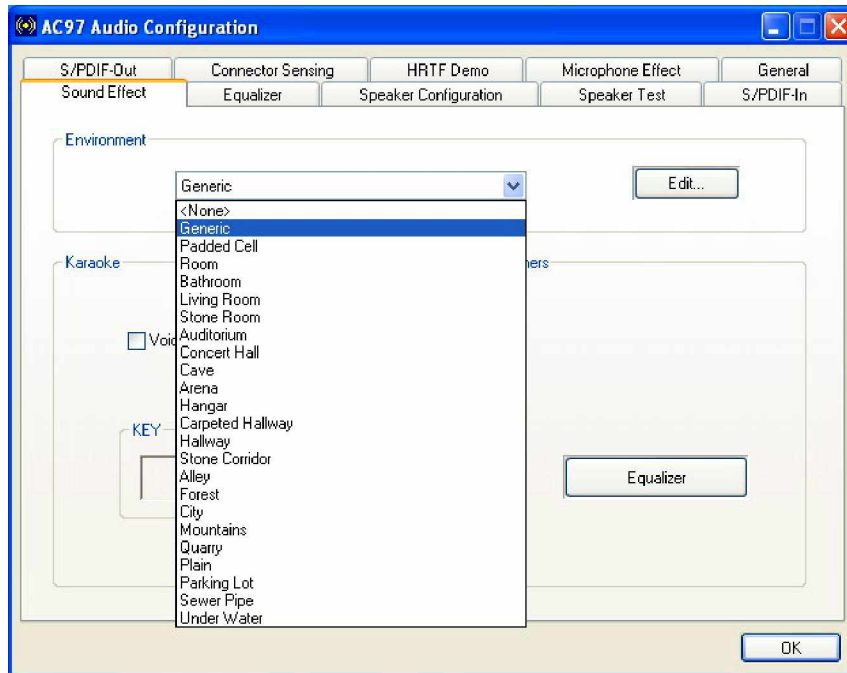 AC97 Audio Configuration
S/PDIF-Out Connector Sensing HRTF Demo Microphone Effect General
Sound Effect Equalizer Speaker Configuration Speaker Test S/PDIF-In
Environment
Generic
Edit...
<None>
Generic
Padded Cell
Room
Bathroom
Living Room
Stone Room
Auditorium
Concert Hall
Cave
Arena
Hangar
Carpeted Hallway
Hallway
Stone Corridor
Alley
Forest
City
Mountains
Quarry
Plain
Parking Lot
Sewer Pipe
Under Water
Karaoke
KEY
Equalizer
OK